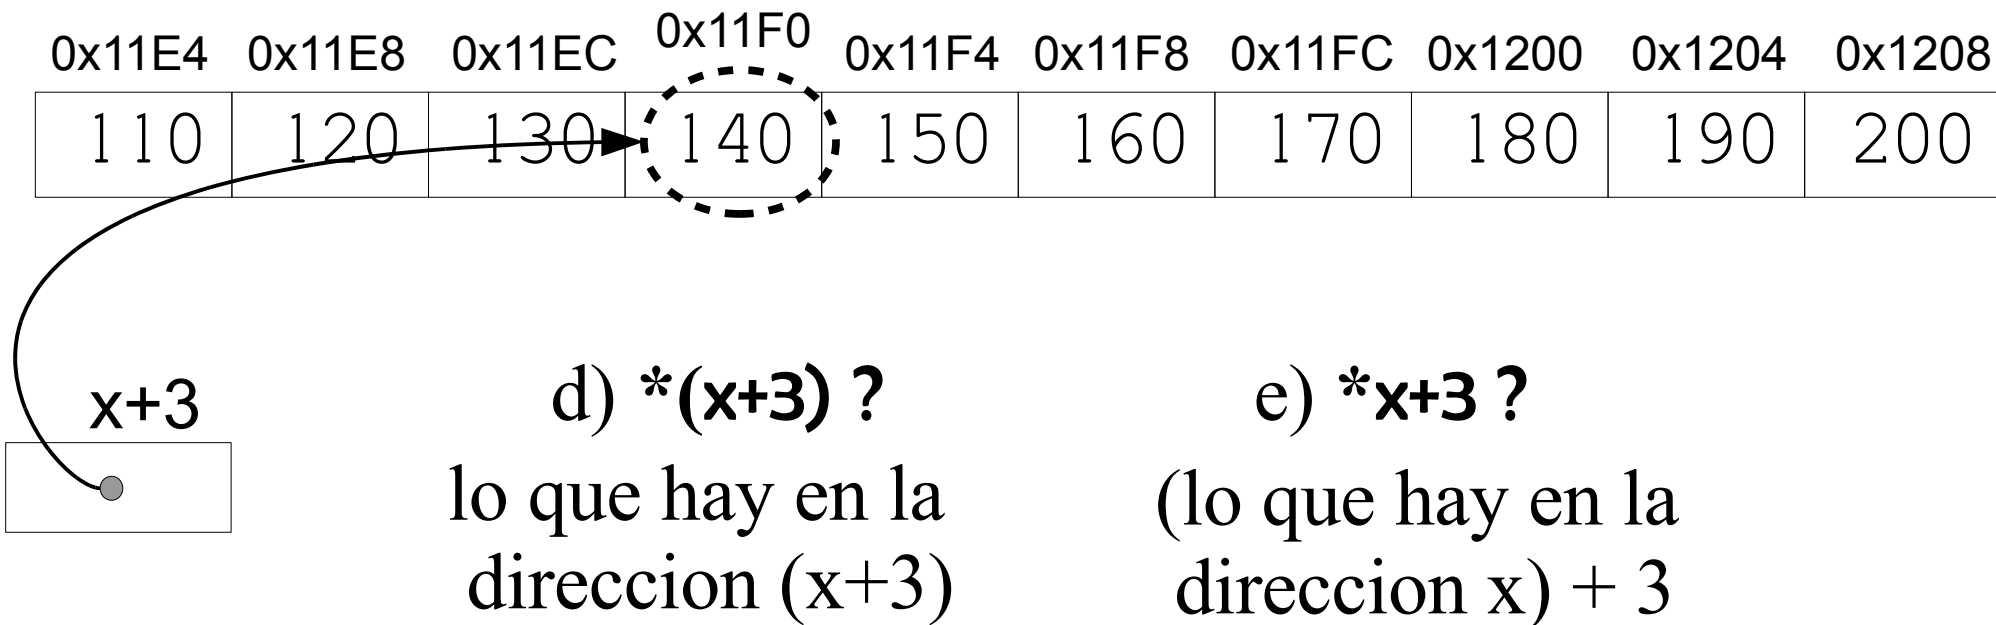 0x11E4 0x11E8 0x11EC 0x11F0 0x11F4 0x11F8 0x11FC 0x1200 0x1204 0x1208
110 120 130 140 150 160 170 180 190 200
x+3
d) *(x+3) ?
lo que hay en la
direccion (x+3)
e) *x+3 ?
(lo que hay en la
direccion x) + 3